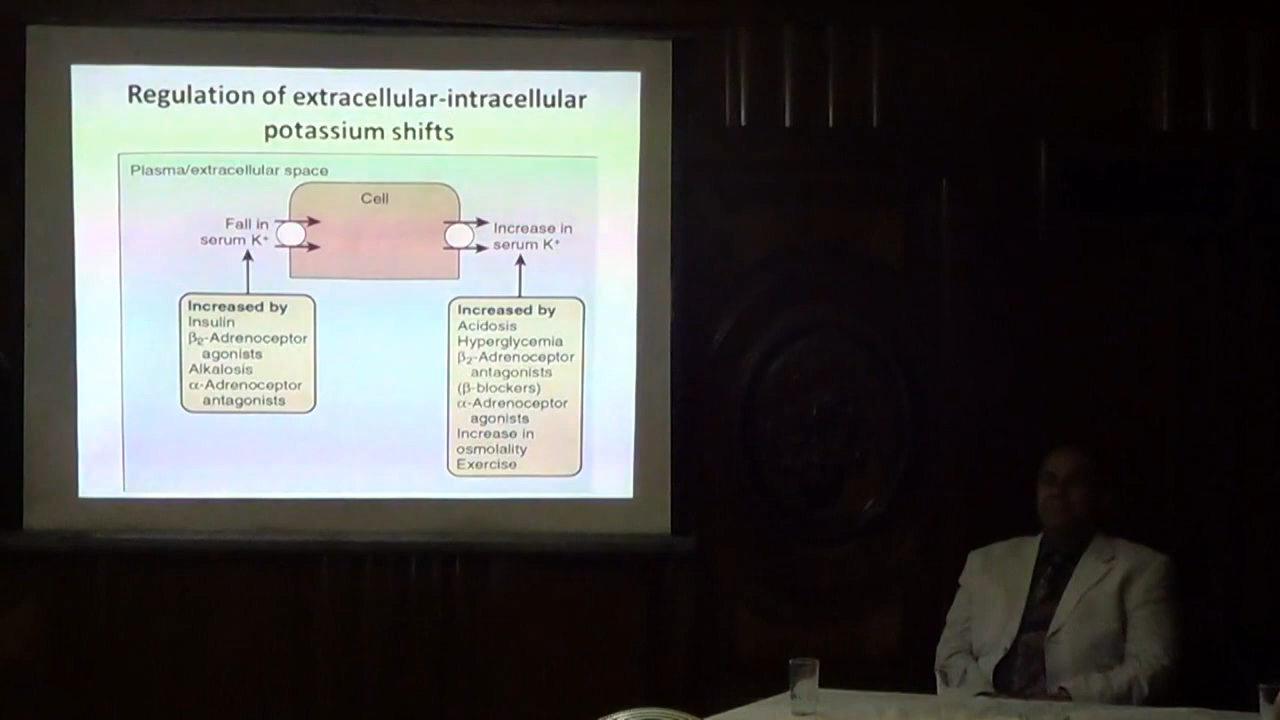 Regulation of extracellular-intracellular
potassium shifts
Plasma/extracellular space
Cell
Fall in
serum K⁺
Increase in
serum K⁺
Increased by
Insulin
β₂-Adrenoceptor
agonists
Alkalosis
α-Adrenoceptor
antagonists
Increased by
Acidosis
Hyperglycemia
β₂-Adrenoceptor
antagonists
(β-blockers)
α-Adrenoceptor
agonists
Increase in
osmolality
Exercise